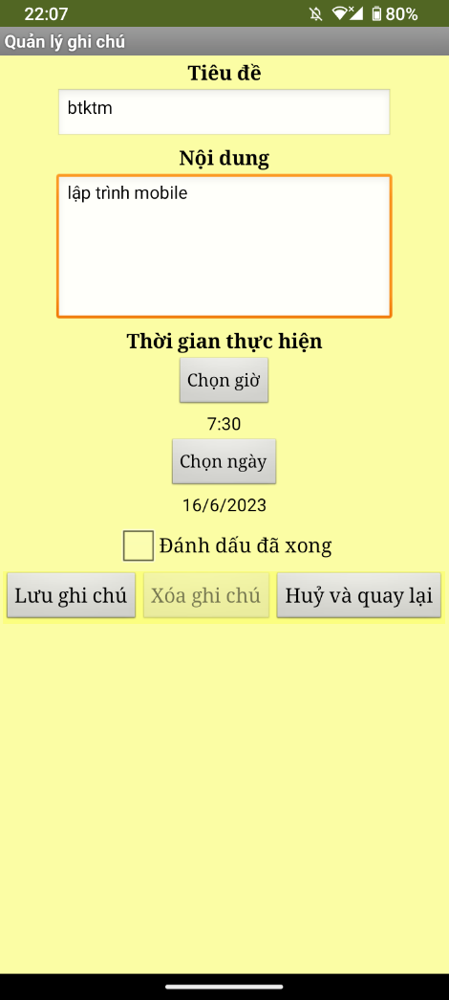 22:07 80%
Quản lý ghi chú
Tiêu đề
btktm
Nội dung
lập trình mobile
Thời gian thực hiện
Chọn giờ
7:30
Chọn ngày
16/6/2023
Đánh dấu đã xong
Lưu ghi chú Xóa ghi chú Huỷ và quay lại